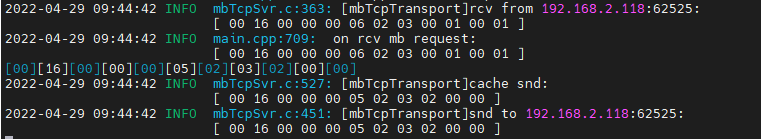 2022-04-29 09:44:42 INFO  mbTcpSvr.c:363: [mbTcpTransport]rcv from 192.168.2.118:62525:
[ 00 16 00 00 00 06 02 03 00 01 00 01 ]
2022-04-29 09:44:42 INFO  main.cpp:709:  on rcv mb request:
[ 00 16 00 00 00 06 02 03 00 01 00 01 ]
[00][16][00][00][00][05][02][03][02][00][00]
2022-04-29 09:44:42 INFO  mbTcpSvr.c:527: [mbTcpTransport]cache snd:
[ 00 16 00 00 00 05 02 03 02 00 00 ]
2022-04-29 09:44:42 INFO  mbTcpSvr.c:451: [mbTcpTransport]snd to 192.168.2.118:62525:
[ 00 16 00 00 00 05 02 03 02 00 00 ]